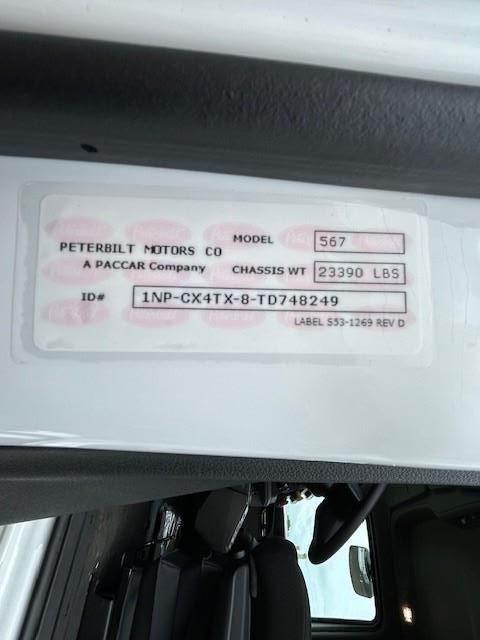 PETERBILT MOTORS CO MODEL 567
A PACCAR Company CHASSIS WT 23390 LBS
ID# 1NP-CX4TX-8-TD748249
LABEL S53-1269 REV D